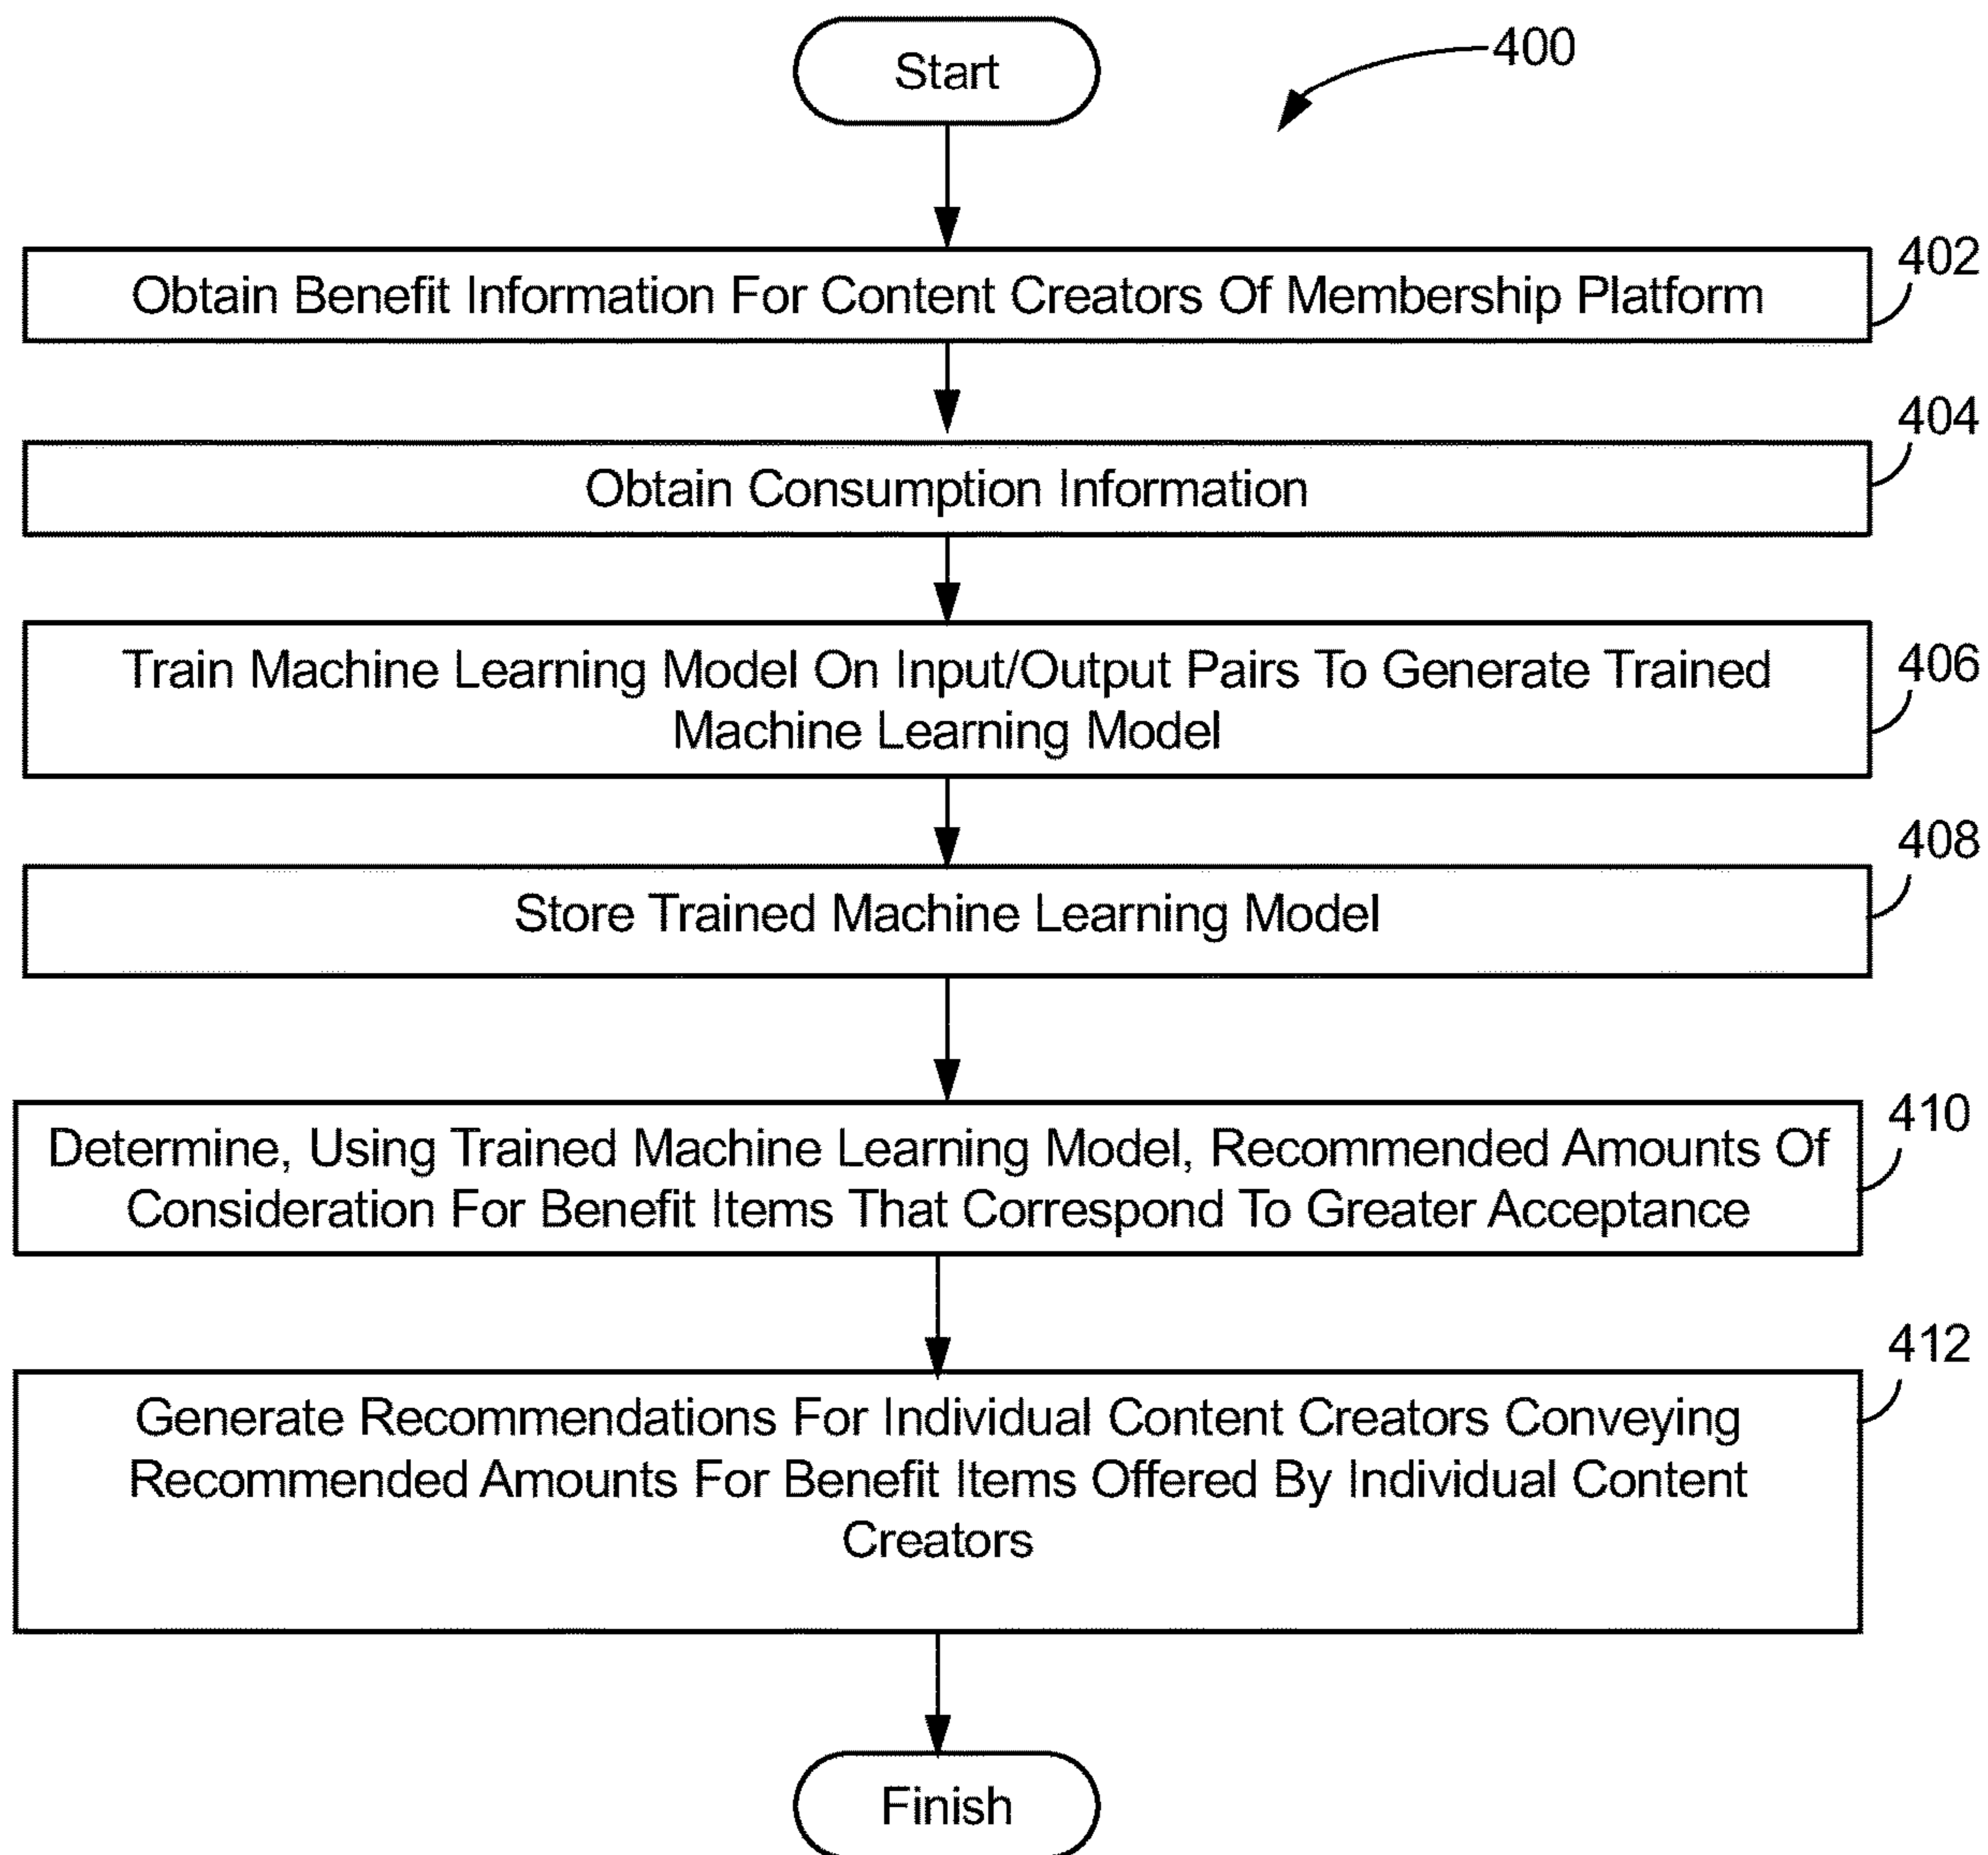 Start
400
402
Obtain Benefit Information For Content Creators Of Membership Platform
404
Obtain Consumption Information
406
Train Machine Learning Model On Input/Output Pairs To Generate Trained
Machine Learning Model
408
Store Trained Machine Learning Model
410
Determine, Using Trained Machine Learning Model, Recommended Amounts Of
Consideration For Benefit Items That Correspond To Greater Acceptance
412
Generate Recommendations For Individual Content Creators Conveying
Recommended Amounts For Benefit Items Offered By Individual Content
Creators
Finish